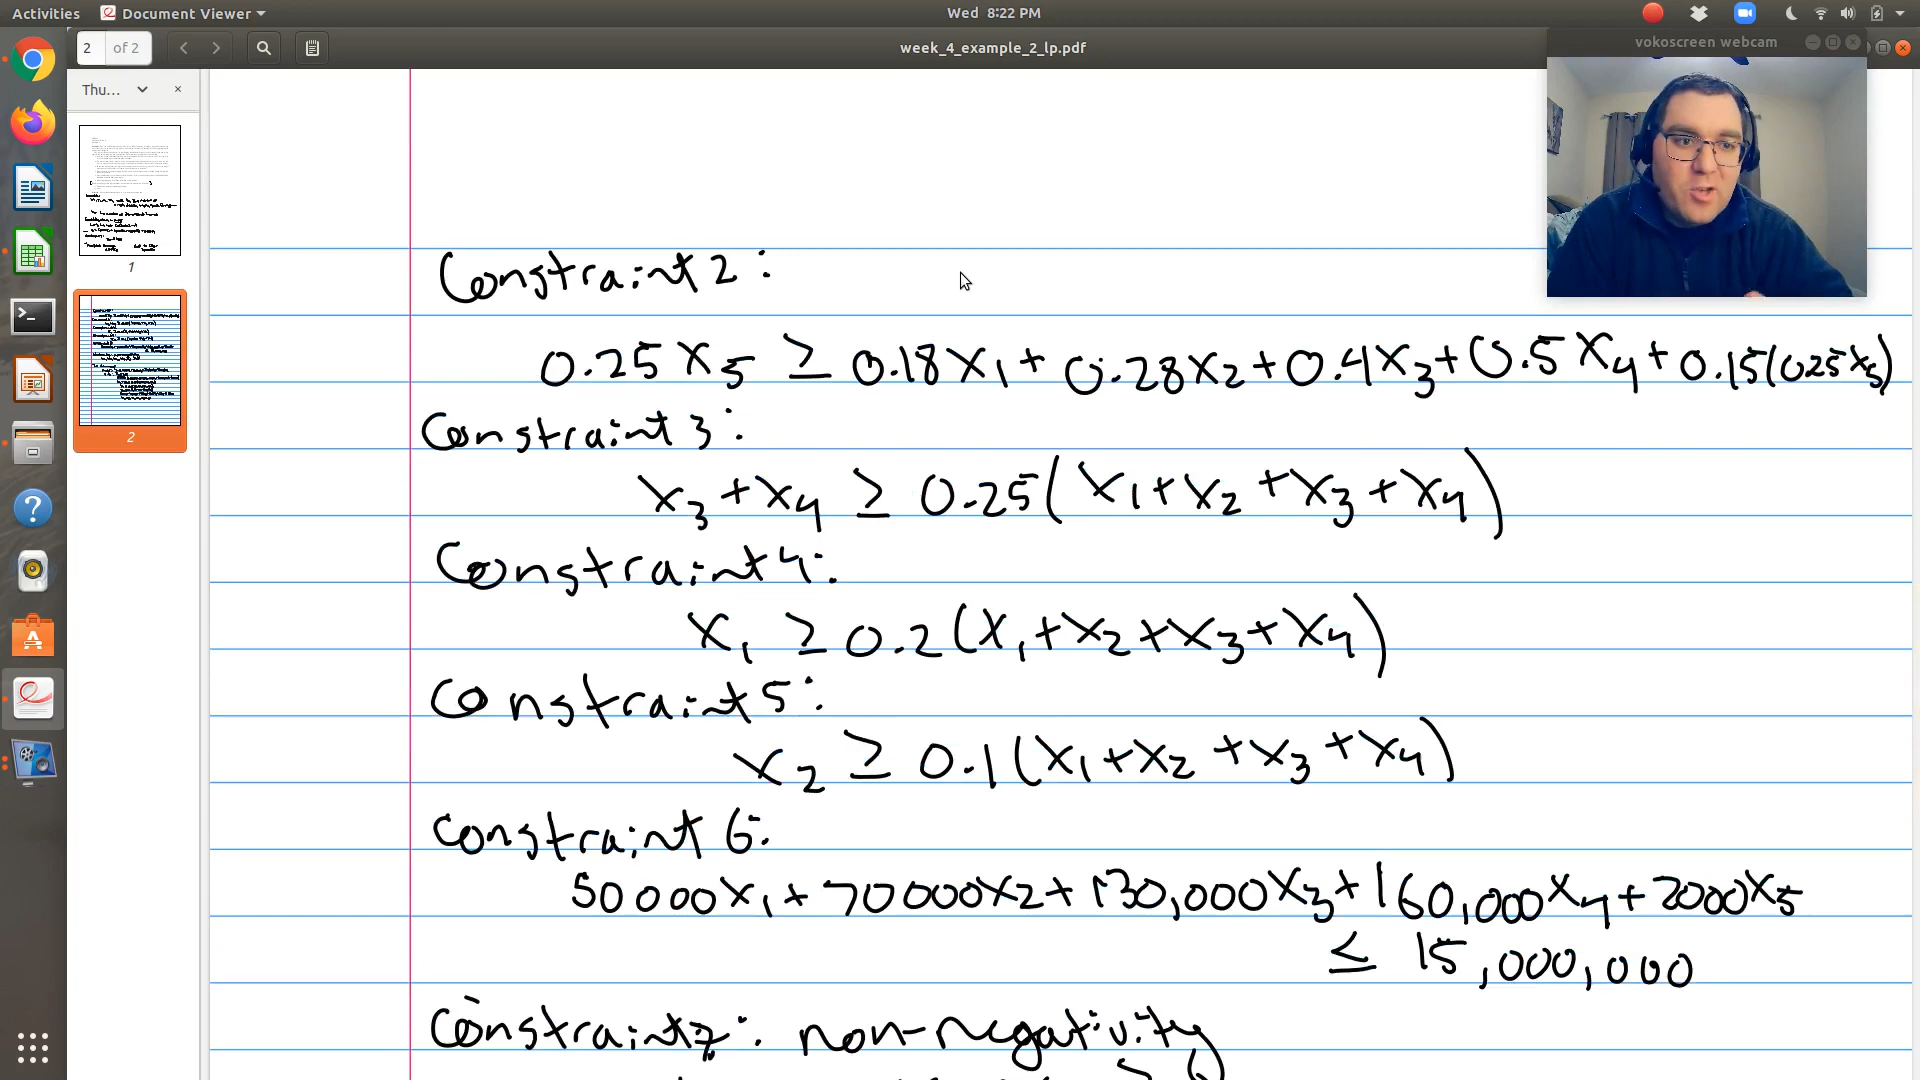 Activities
Document Viewer
Wed 8:22 PM
2 of 2
week_4_example_2_lp.pdf
vokoscreen webcam
Thu...
1
2
Constraint 2:
0.25 x₅ ≥ 0.18x₁ + 0.28x₂ + 0.4x₃ + 0.5x₄ + 0.15(0.25x₅)
Constraint 3:
x₃ + x₄ ≥ 0.25(x₁ + x₂ + x₃ + x₄)
Constraint 4:
x₁ ≥ 0.2(x₁ + x₂ + x₃ + x₄)
Constraint 5:
x₂ ≥ 0.1(x₁ + x₂ + x₃ + x₄)
Constraint 6:
50000x₁ + 70000x₂ + 130,000x₃ + 160,000x₄ + 2000x₅
≤ 15,000,000
Constraint 7: non-negativity